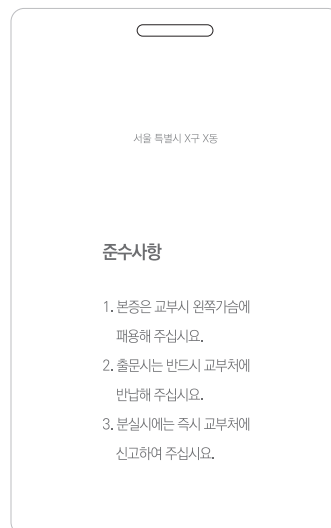 서울 특별시 X구 X동
준수사항
1. 본증은 교부시 왼쪽가슴에
패용해 주십시요.
2. 출문시는 반드시 교부처에
반납해 주십시요.
3. 분실시에는 즉시 교부처에
신고하여 주십시요.